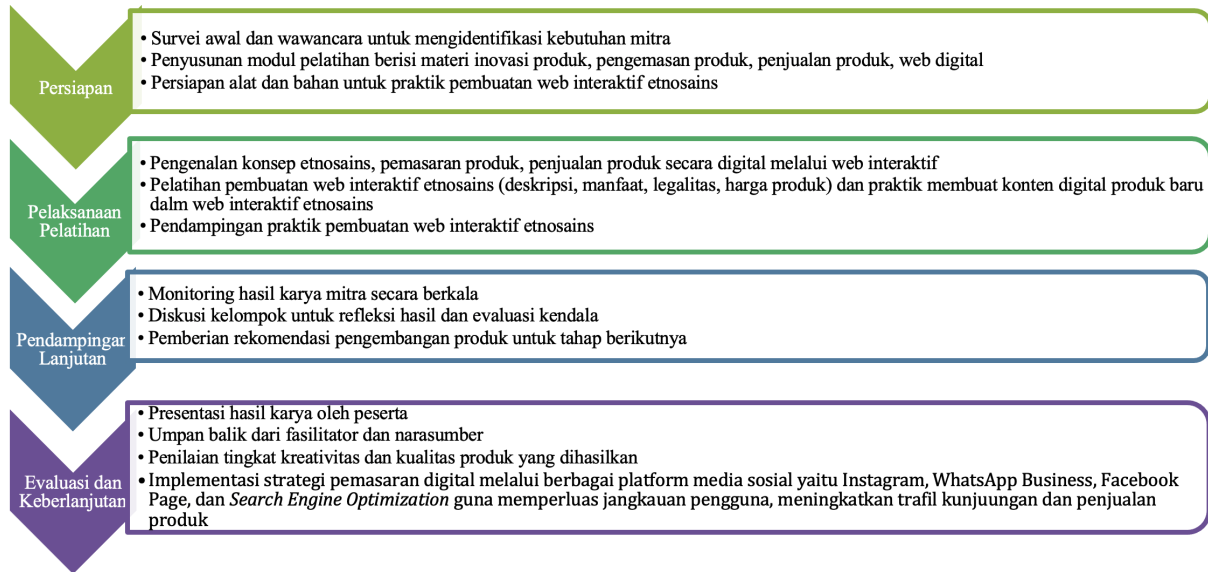 Persiapan
• Survei awal dan wawancara untuk mengidentifikasi kebutuhan mitra
• Penyusunan modul pelatihan berisi materi inovasi produk, pengemasan produk, penjualan produk, web digital
• Persiapan alat dan bahan untuk praktik pembuatan web interaktif etnosains
Pelaksanaan
Pelatihan
• Pengenalan konsep etnosains, pemasaran produk, penjualan produk secara digital melalui web interaktif
• Pelatihan pembuatan web interaktif etnosains (deskripsi, manfaat, legalitas, harga produk) dan praktik membuat konten digital produk baru
dalm web interaktif etnosains
• Pendampingan praktik pembuatan web interaktif etnosains
Pendampingan
Lanjutan
• Monitoring hasil karya mitra secara berkala
• Diskusi kelompok untuk refleksi hasil dan evaluasi kendala
• Pemberian rekomendasi pengembangan produk untuk tahap berikutnya
Evaluasi dan
Keberlanjutan
• Presentasi hasil karya oleh peserta
• Umpan balik dari fasilitator dan narasumber
• Penilaian tingkat kreativitas dan kualitas produk yang dihasilkan
• Implementasi strategi pemasaran digital melalui berbagai platform media sosial yaitu Instagram, WhatsApp Business, Facebook
Page, dan Search Engine Optimization guna memperluas jangkauan pengguna, meningkatkan trafil kunjuungan dan penjualan
produk